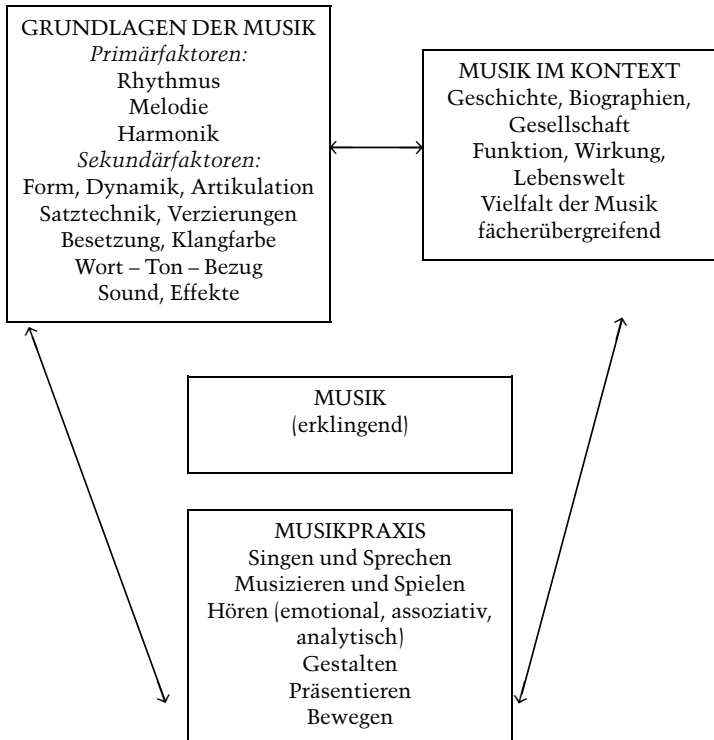 GRUNDLAGEN DER MUSIK
Primärfaktoren:
Rhythmus
Melodie
Harmonik
Sekundärfaktoren:
Form, Dynamik, Artikulation
Satztechnik, Verzierungen
Besetzung, Klangfarbe
Wort – Ton – Bezug
Sound, Effekte
MUSIK IM KONTEXT
Geschichte, Biographien,
Gesellschaft
Funktion, Wirkung,
Lebenswelt
Vielfalt der Musik
fächerübergreifend
MUSIK
(erklingend)
MUSIKPRAXIS
Singen und Sprechen
Musizieren und Spielen
Hören (emotional, assoziativ,
analytisch)
Gestalten
Präsentieren
Bewegen